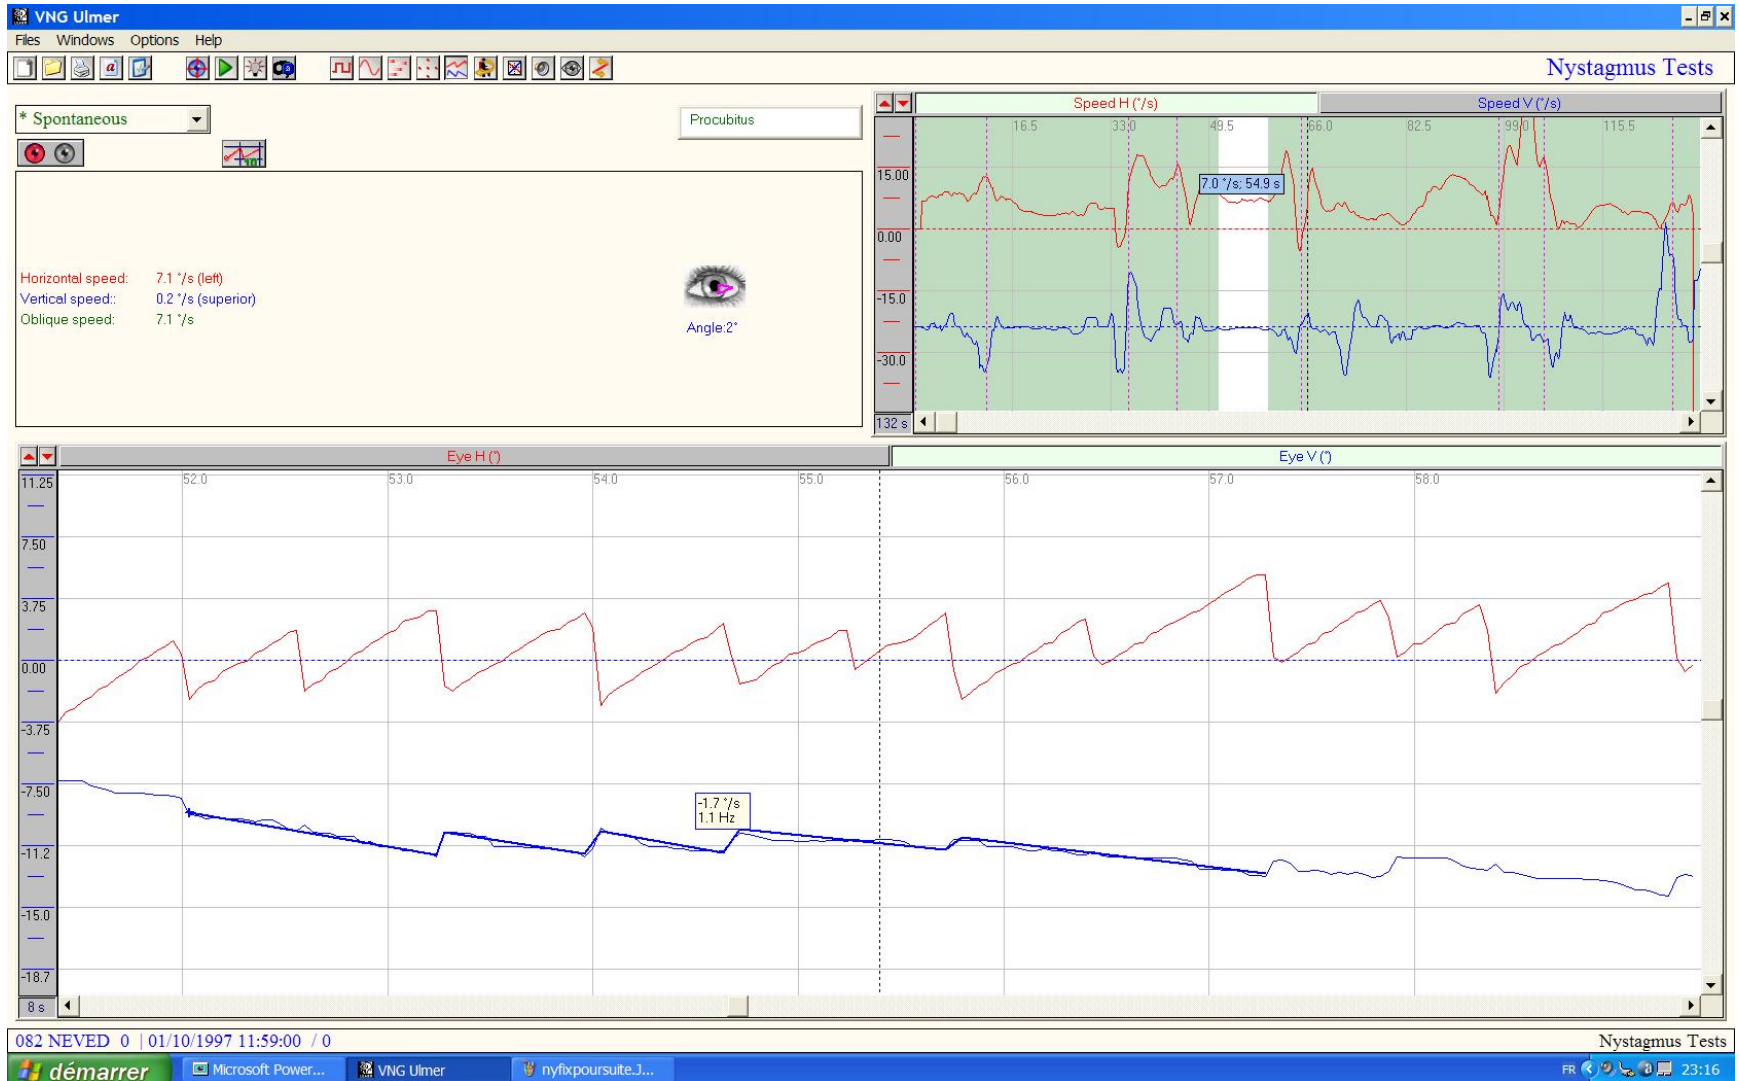 VNG Ulmer
Files Windows Options Help
Nystagmus Tests
* Spontaneous
Procubitus
Horizontal speed: 7.1 °/s (left)
Vertical speed:: 0.2 °/s (superior)
Oblique speed: 7.1 °/s
Angle:2°
Speed H (°/s) Speed V (°/s)
16.5 33.0 49.5 66.0 82.5 99.0 115.5
15.00
7.0 °/s; 54.9 s
0.00
-15.0
-30.0
132 s
Eye H (°) Eye V (°)
11.25 52.0 53.0 54.0 55.0 56.0 57.0 58.0
7.50
3.75
0.00
-3.75
-7.50
-1.7 °/s
1.1 Hz
-11.2
-15.0
-18.7
8 s
082 NEVED 0 | 01/10/1997 11:59:00 / 0 Nystagmus Tests
démarrer Microsoft Power... VNG Ulmer nyfixpoursuite.J... FR 23:16